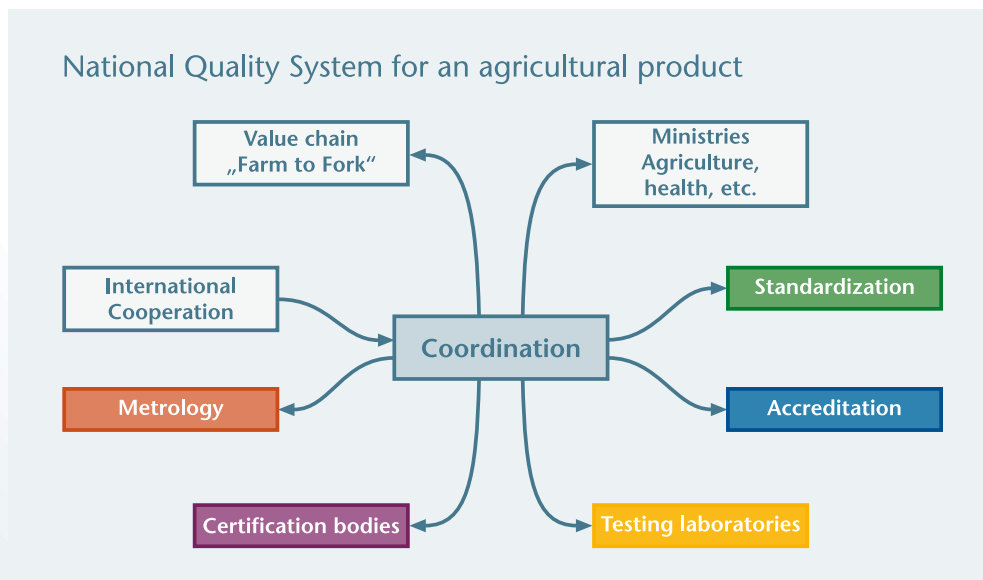 National Quality System for an agricultural product
Value chain
„Farm to Fork“
Ministries
Agriculture,
health, etc.
International
Cooperation
Standardization
Coordination
Metrology
Accreditation
Certification bodies
Testing laboratories